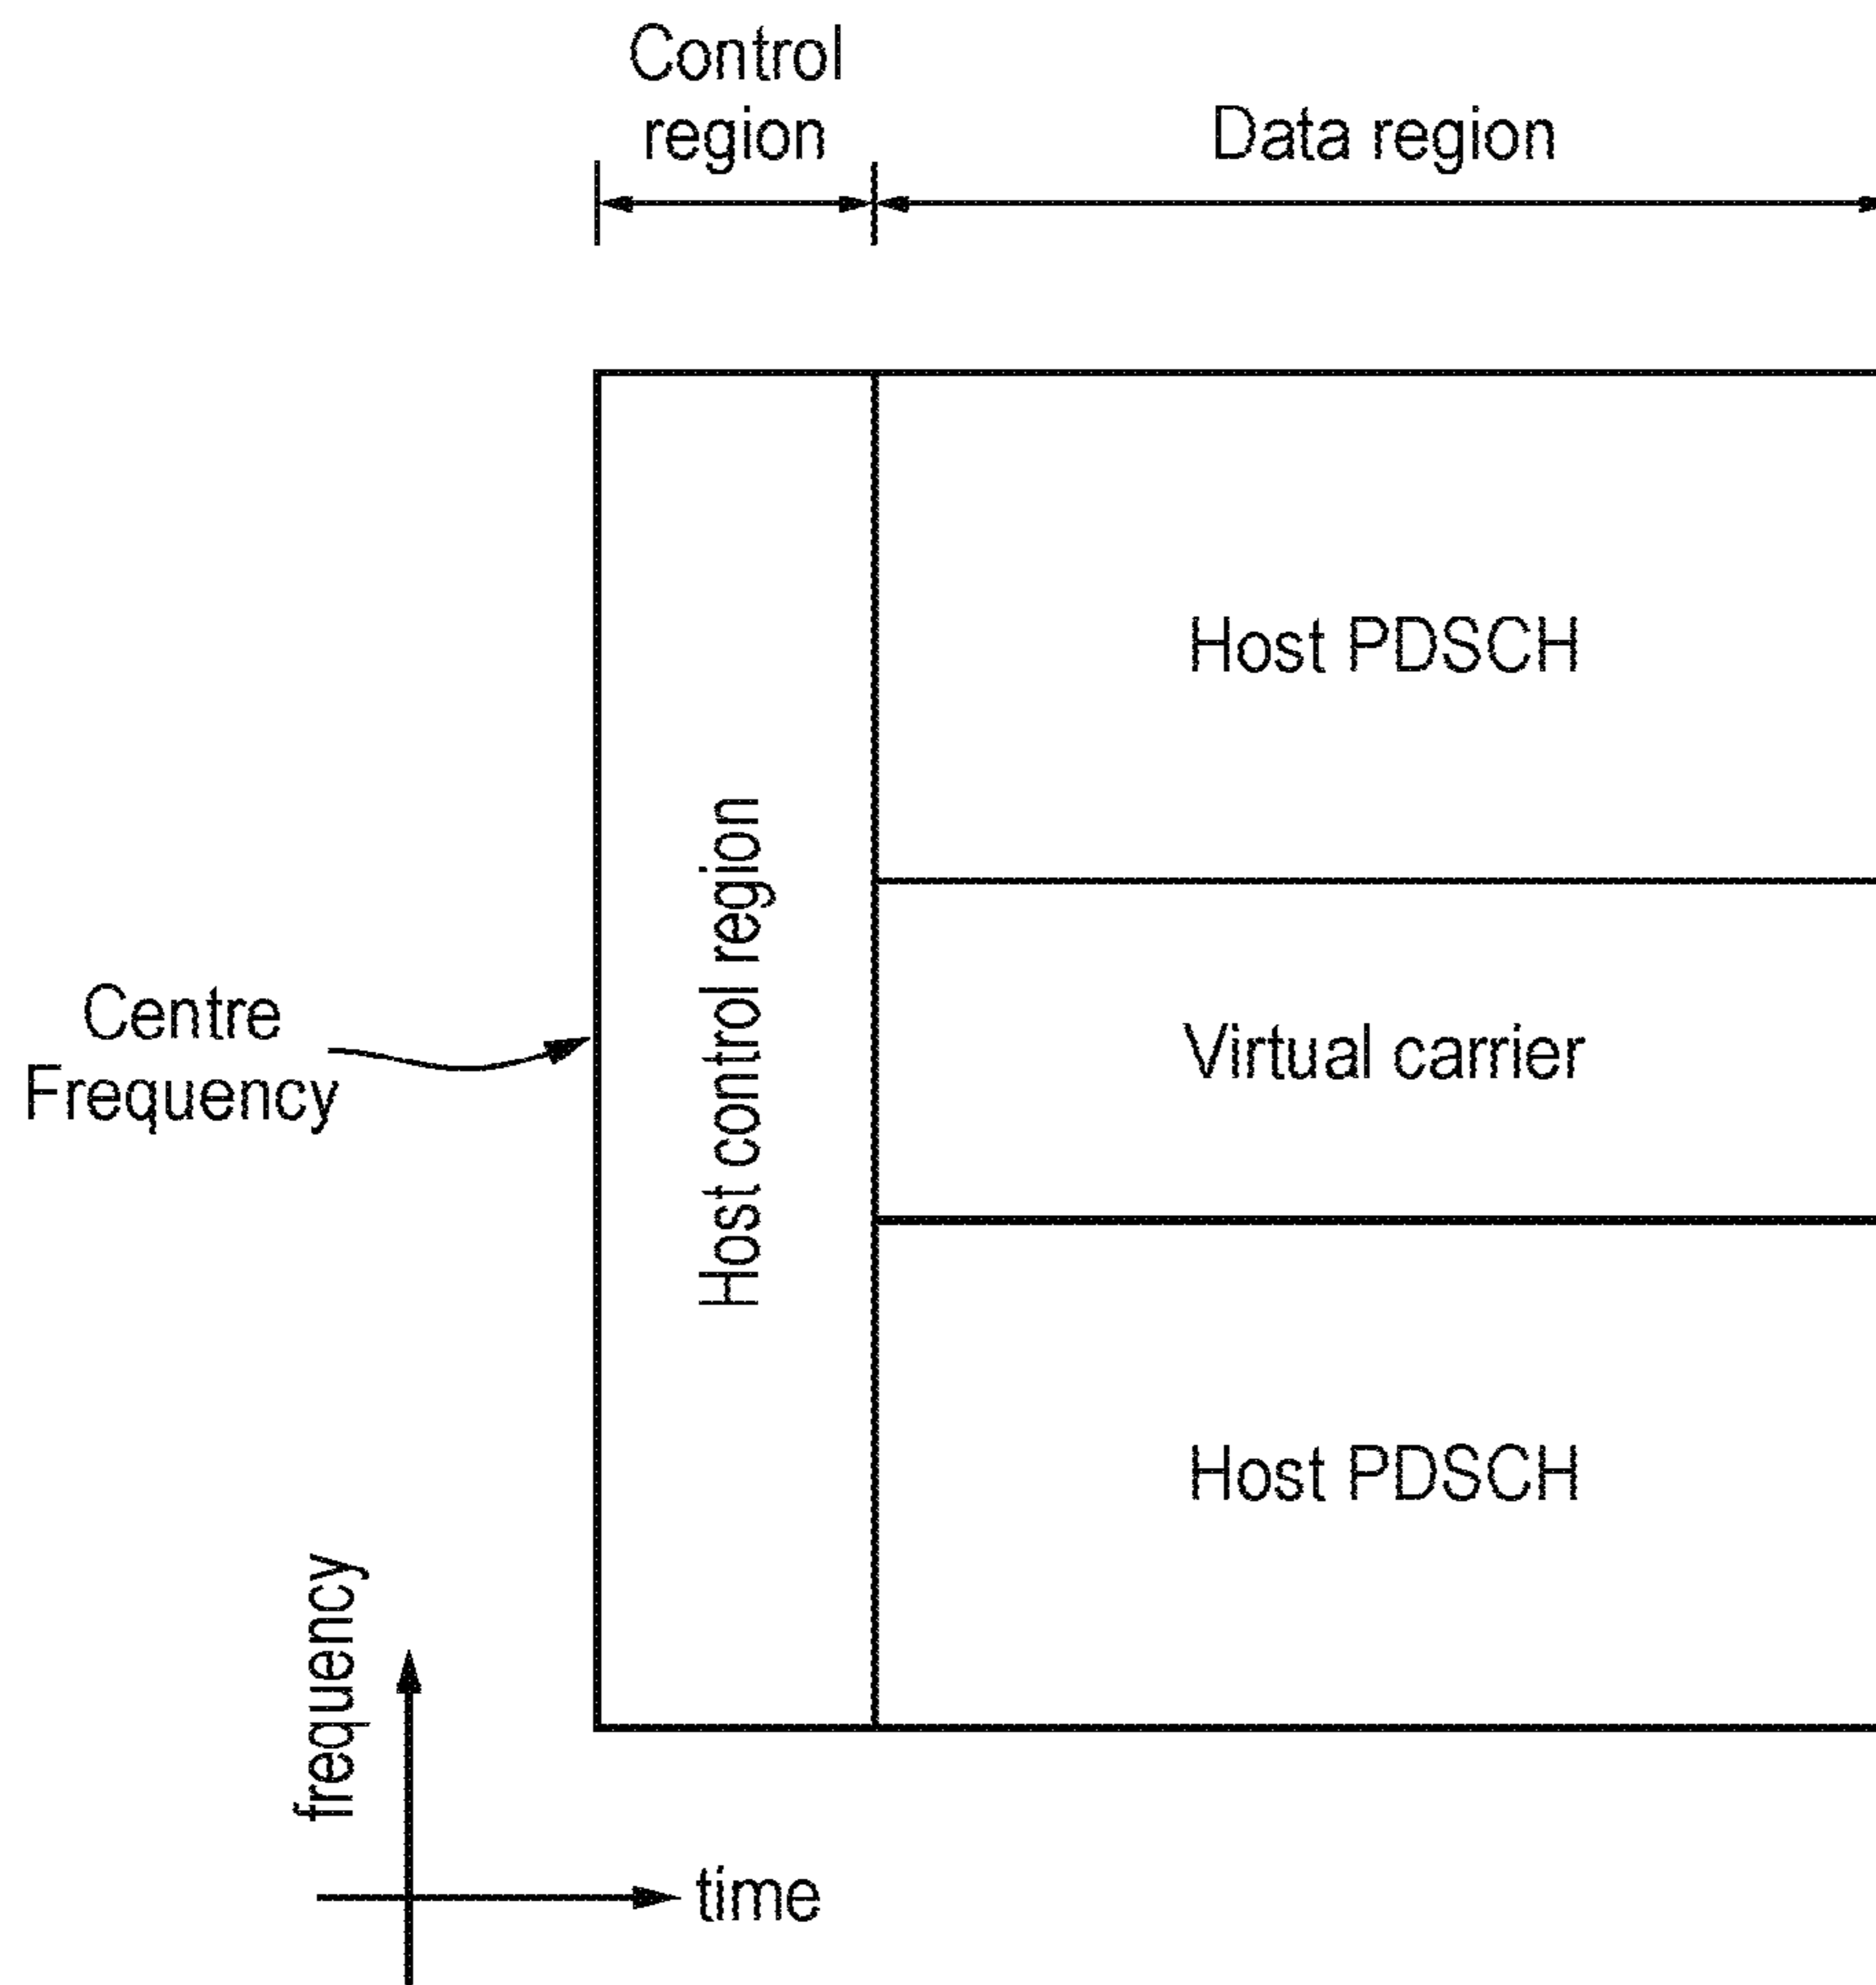 Control
region
Data region
Host PDSCH
Host control region
Centre
Frequency
Virtual carrier
Host PDSCH
frequency
time